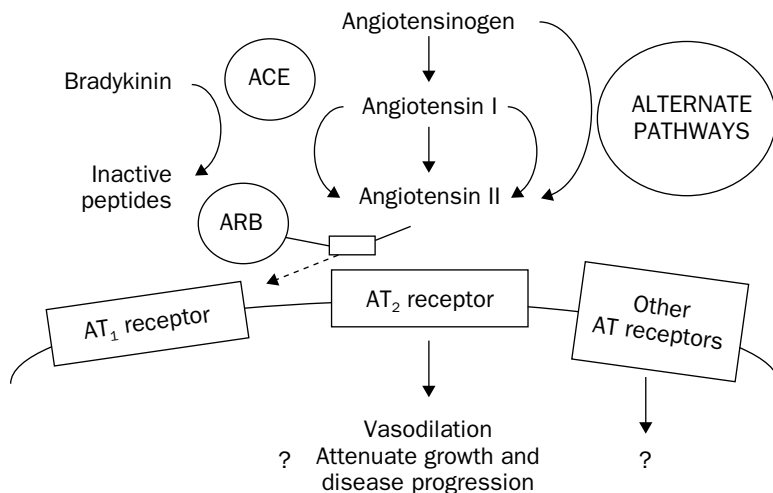 Angiotensinogen
Bradykinin
ACE
Angiotensin I
ALTERNATE
PATHWAYS
Inactive
peptides
Angiotensin II
ARB
AT₁ receptor
AT₂ receptor
Other
AT receptors
Vasodilation
? Attenuate growth and ?
disease progression